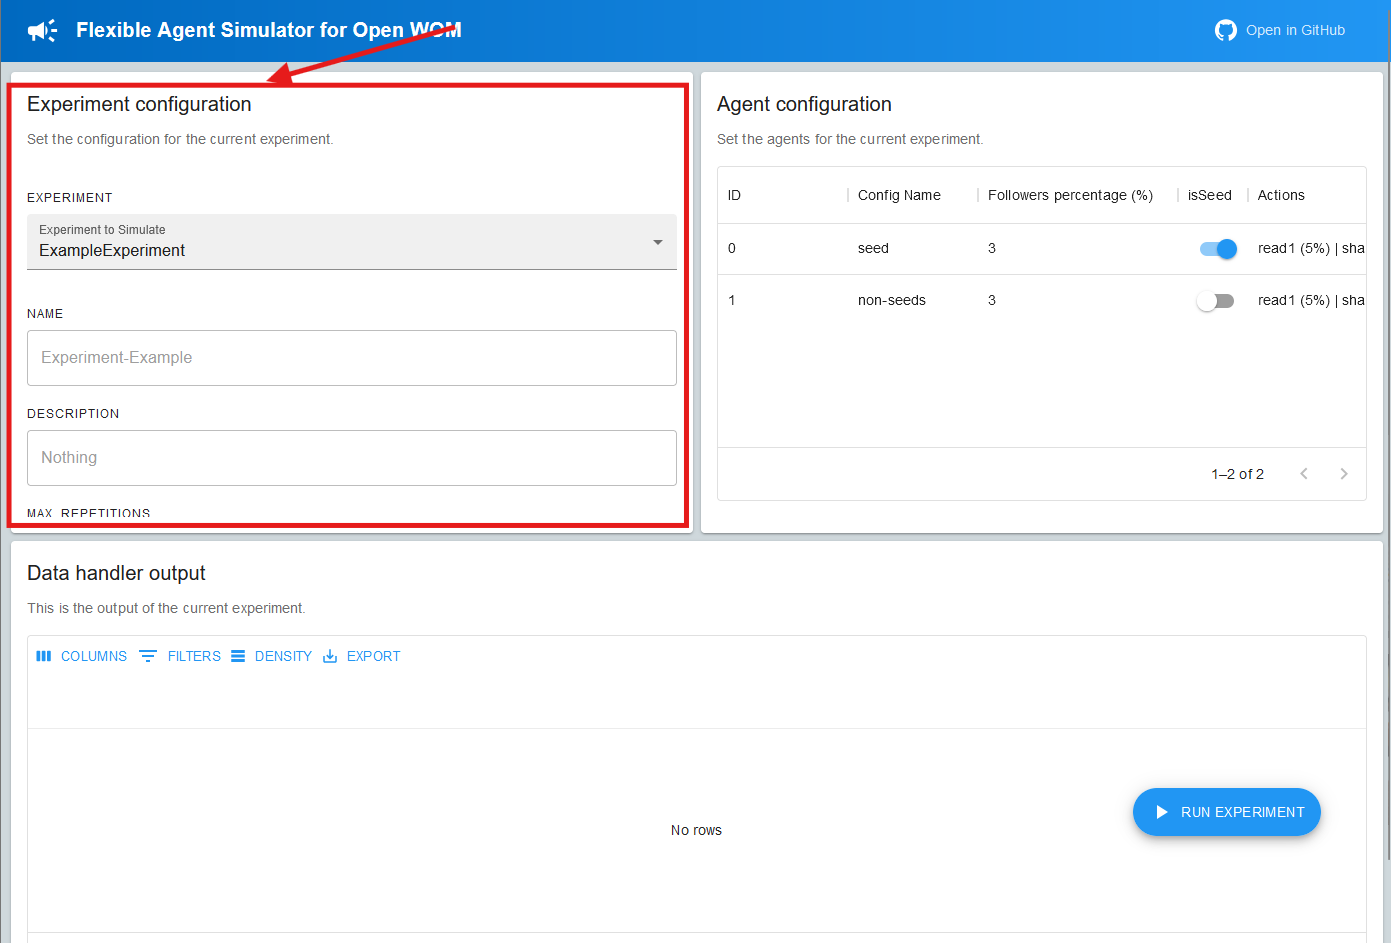 Flexible Agent Simulator for Open WOM
Open in GitHub
Experiment configuration
Set the configuration for the current experiment.
EXPERIMENT
Experiment to Simulate
ExampleExperiment
NAME
Experiment-Example
DESCRIPTION
Nothing
MAX. REPETITIONS
Agent configuration
Set the agents for the current experiment.
ID Config Name Followers percentage (%) isSeed Actions
0 seed 3 read1 (5%) | sha
1 non-seeds 3 read1 (5%) | sha
1–2 of 2
Data handler output
This is the output of the current experiment.
COLUMNS FILTERS DENSITY EXPORT
No rows
RUN EXPERIMENT